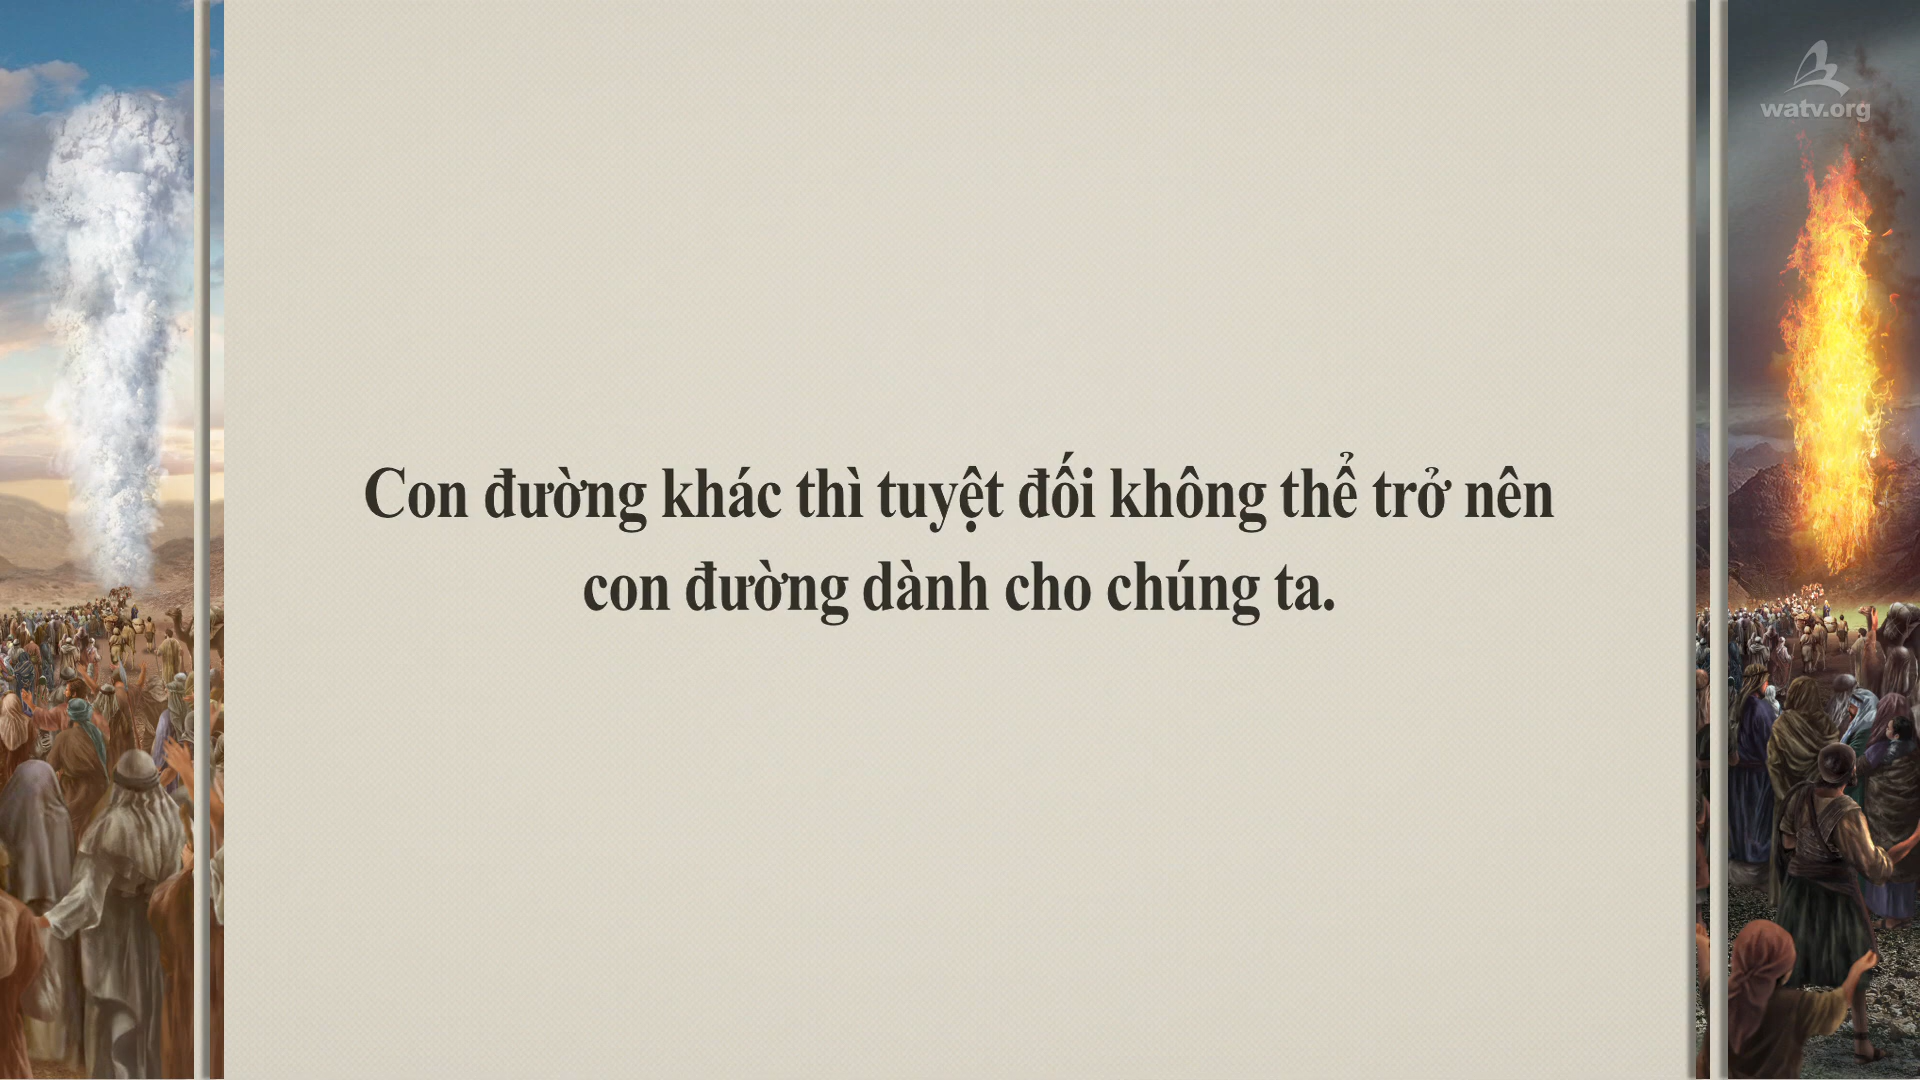 watv.org
Con đường khác thì tuyệt đối không thể trở nên
con đường dành cho chúng ta.